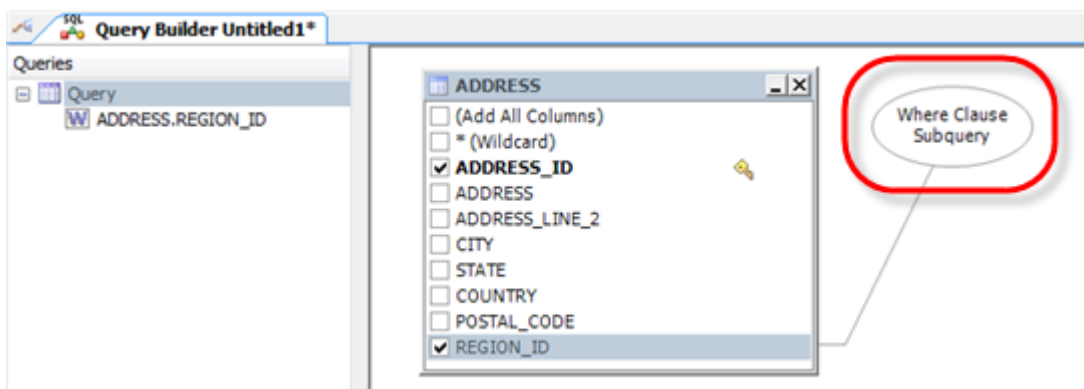 SQL
Query Builder Untitled1*
Queries
Query
W ADDRESS.REGION_ID
ADDRESS
(Add All Columns)
* (Wildcard)
ADDRESS_ID
ADDRESS
ADDRESS_LINE_2
CITY
STATE
COUNTRY
POSTAL_CODE
REGION_ID
Where Clause
Subquery